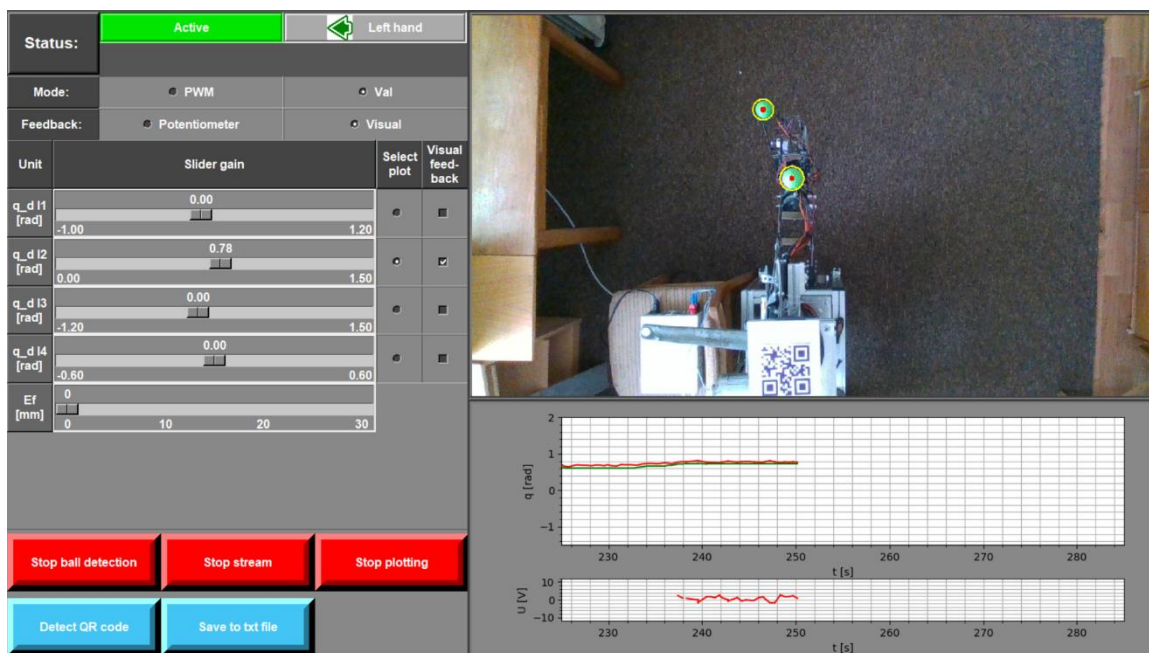 Status:
Active
Left hand
Mode:
PWM
Val
Feedback:
Potentiometer
Visual
Unit
Slider gain
Select
plot
Visual
feed-
back
q_d l1
[rad]
0.00
-1.00
1.20
q_d l2
[rad]
0.78
0.00
1.50
q_d l3
[rad]
0.00
-1.20
1.50
q_d l4
[rad]
0.00
-0.60
0.60
Ef
[mm]
0
0
10
20
30
Stop ball detection
Stop stream
Stop plotting
Detect QR code
Save to txt file
2
1
0
−1
q [rad]
230
240
250
260
270
280
t [s]
10
0
−10
U [V]
230
240
250
260
270
280
t [s]